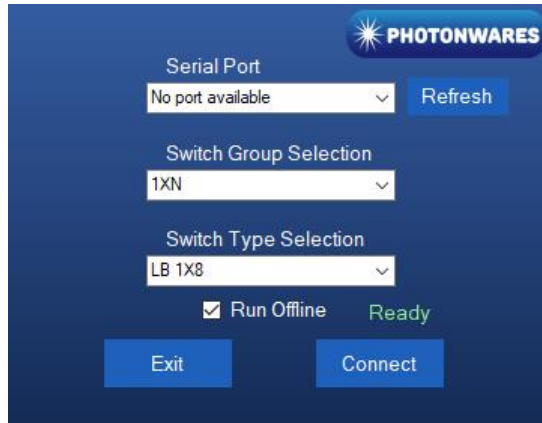 PHOTONWARES
Serial Port
No port available
Refresh
Switch Group Selection
1XN
Switch Type Selection
LB 1X8
Run Offline
Ready
Exit
Connect